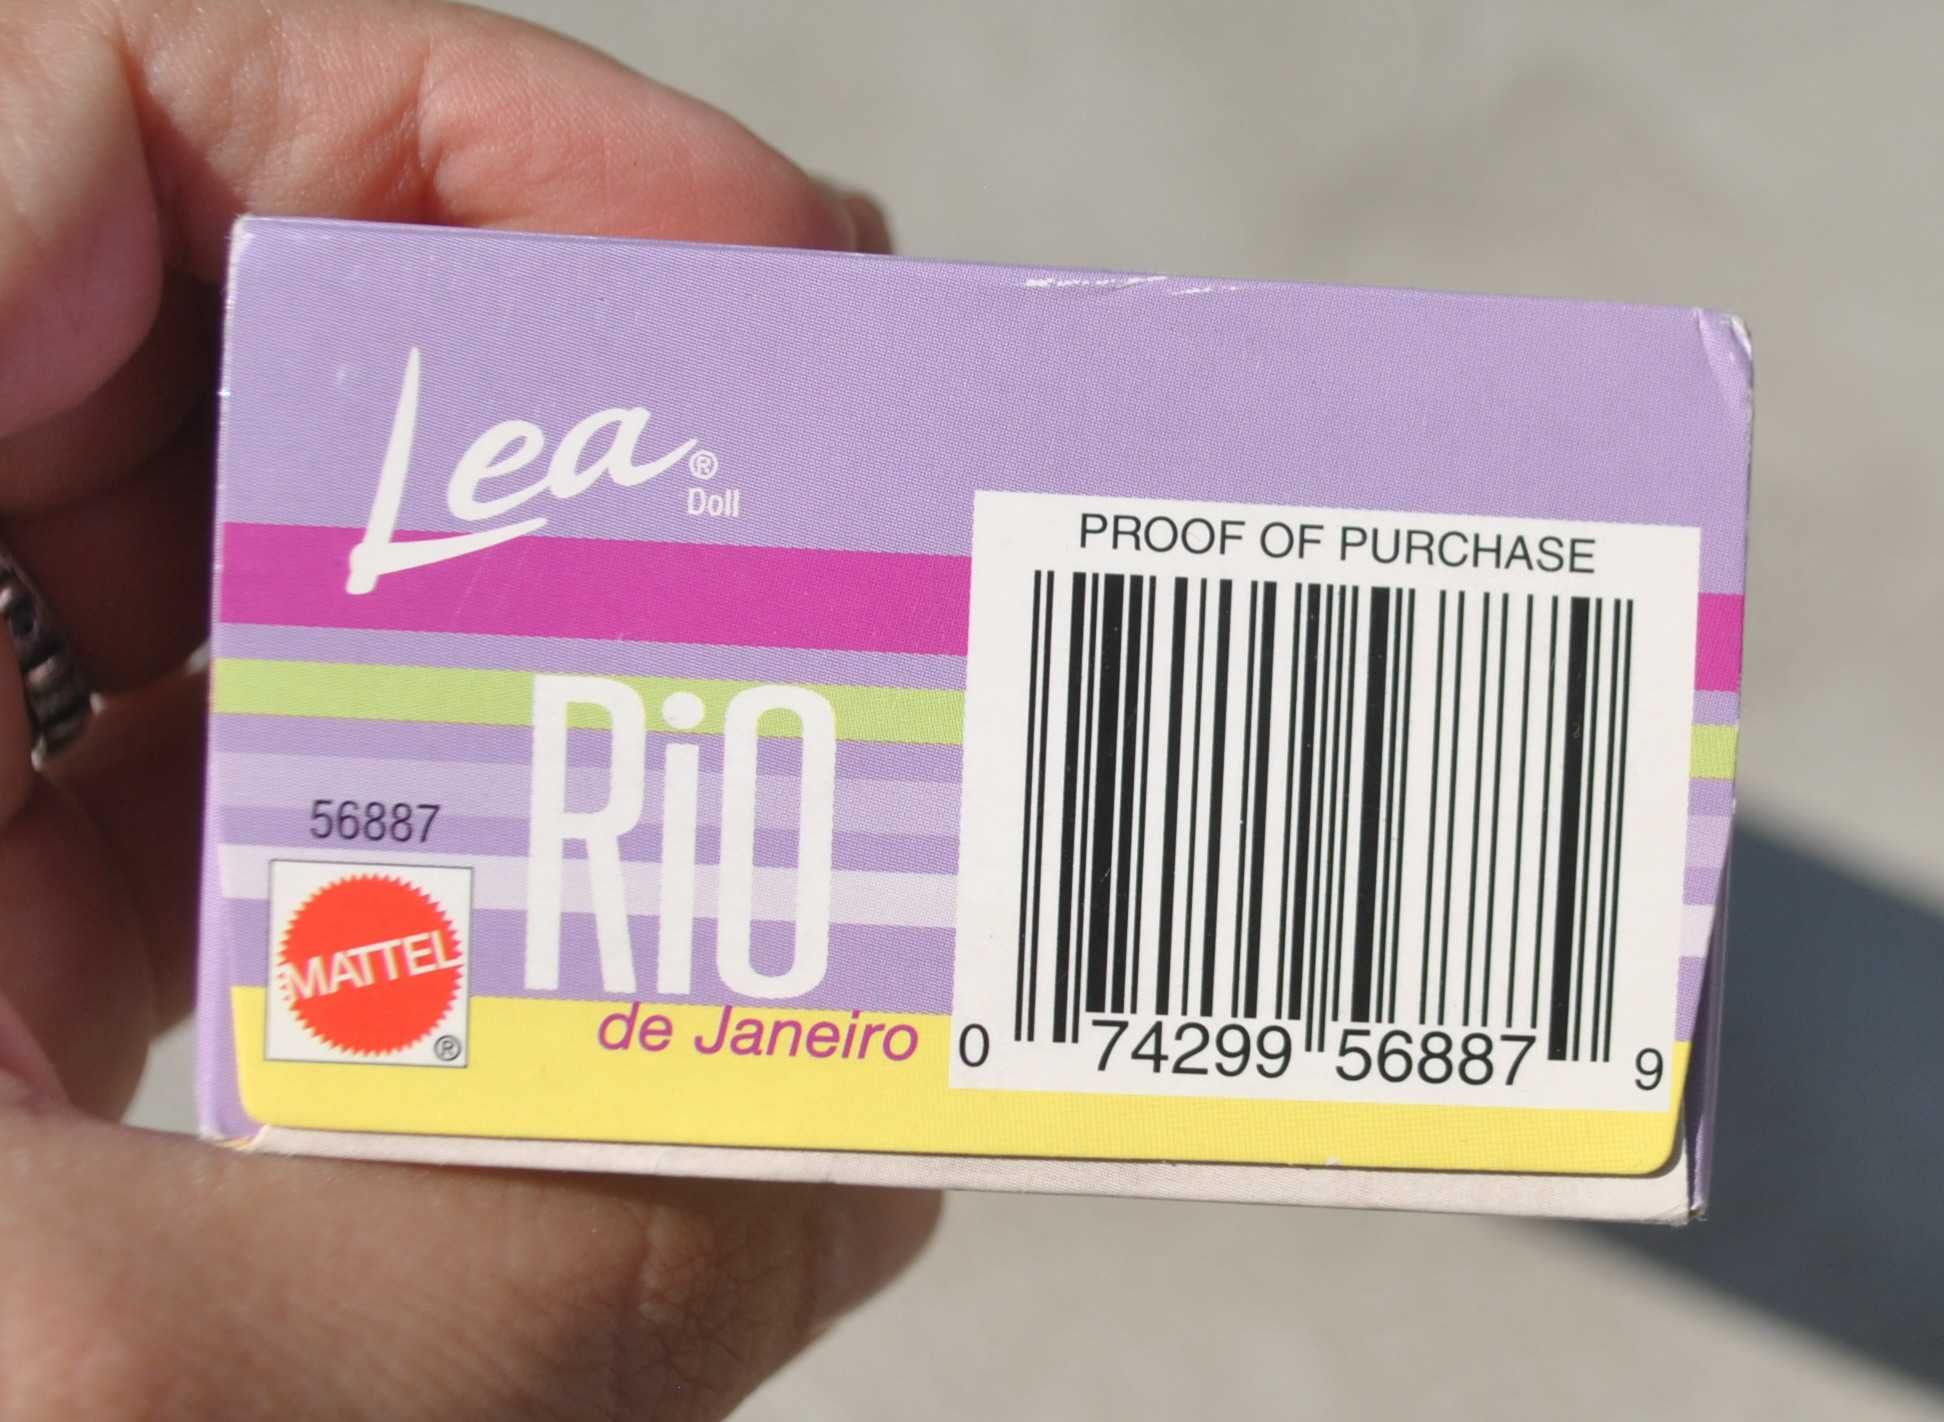 Lea®
Doll
PROOF OF PURCHASE
RiO
de Janeiro
56887
MATTEL
®
0 74299 56887 9